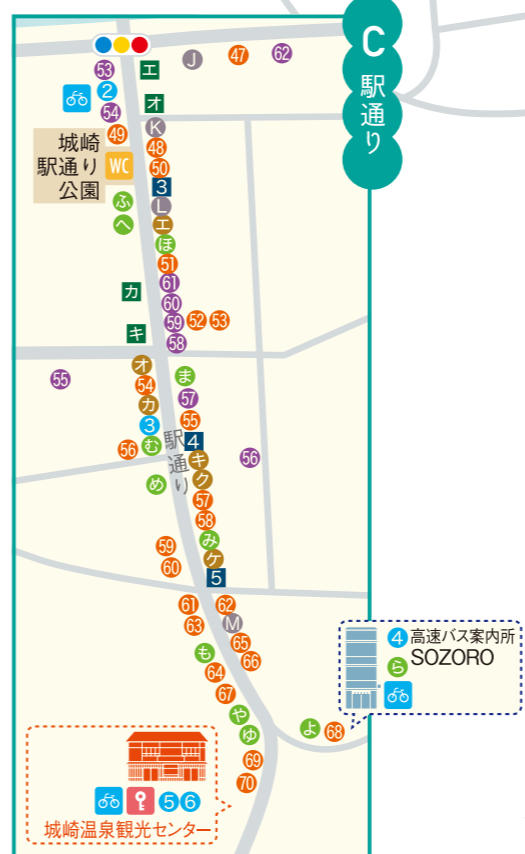 C
駅通り
J
47
62
53
エ
2
オ
54
K
49
48
城崎
駅通り
公園
WC
50
3
ふ
L
へ
エ
ほ
51
61
カ
60
59
52
53
キ
58
オ
ま
55
54
57
カ
3
55
56
む
4
駅通り
キ
56
め
ク
57
58
み
59
ケ
60
5
61
62
63
M
65
も
66
64
67
や
ゆ
よ
68
4
高速バス案内所
ら
SOZORO
69
70
5
6
城崎温泉観光センター